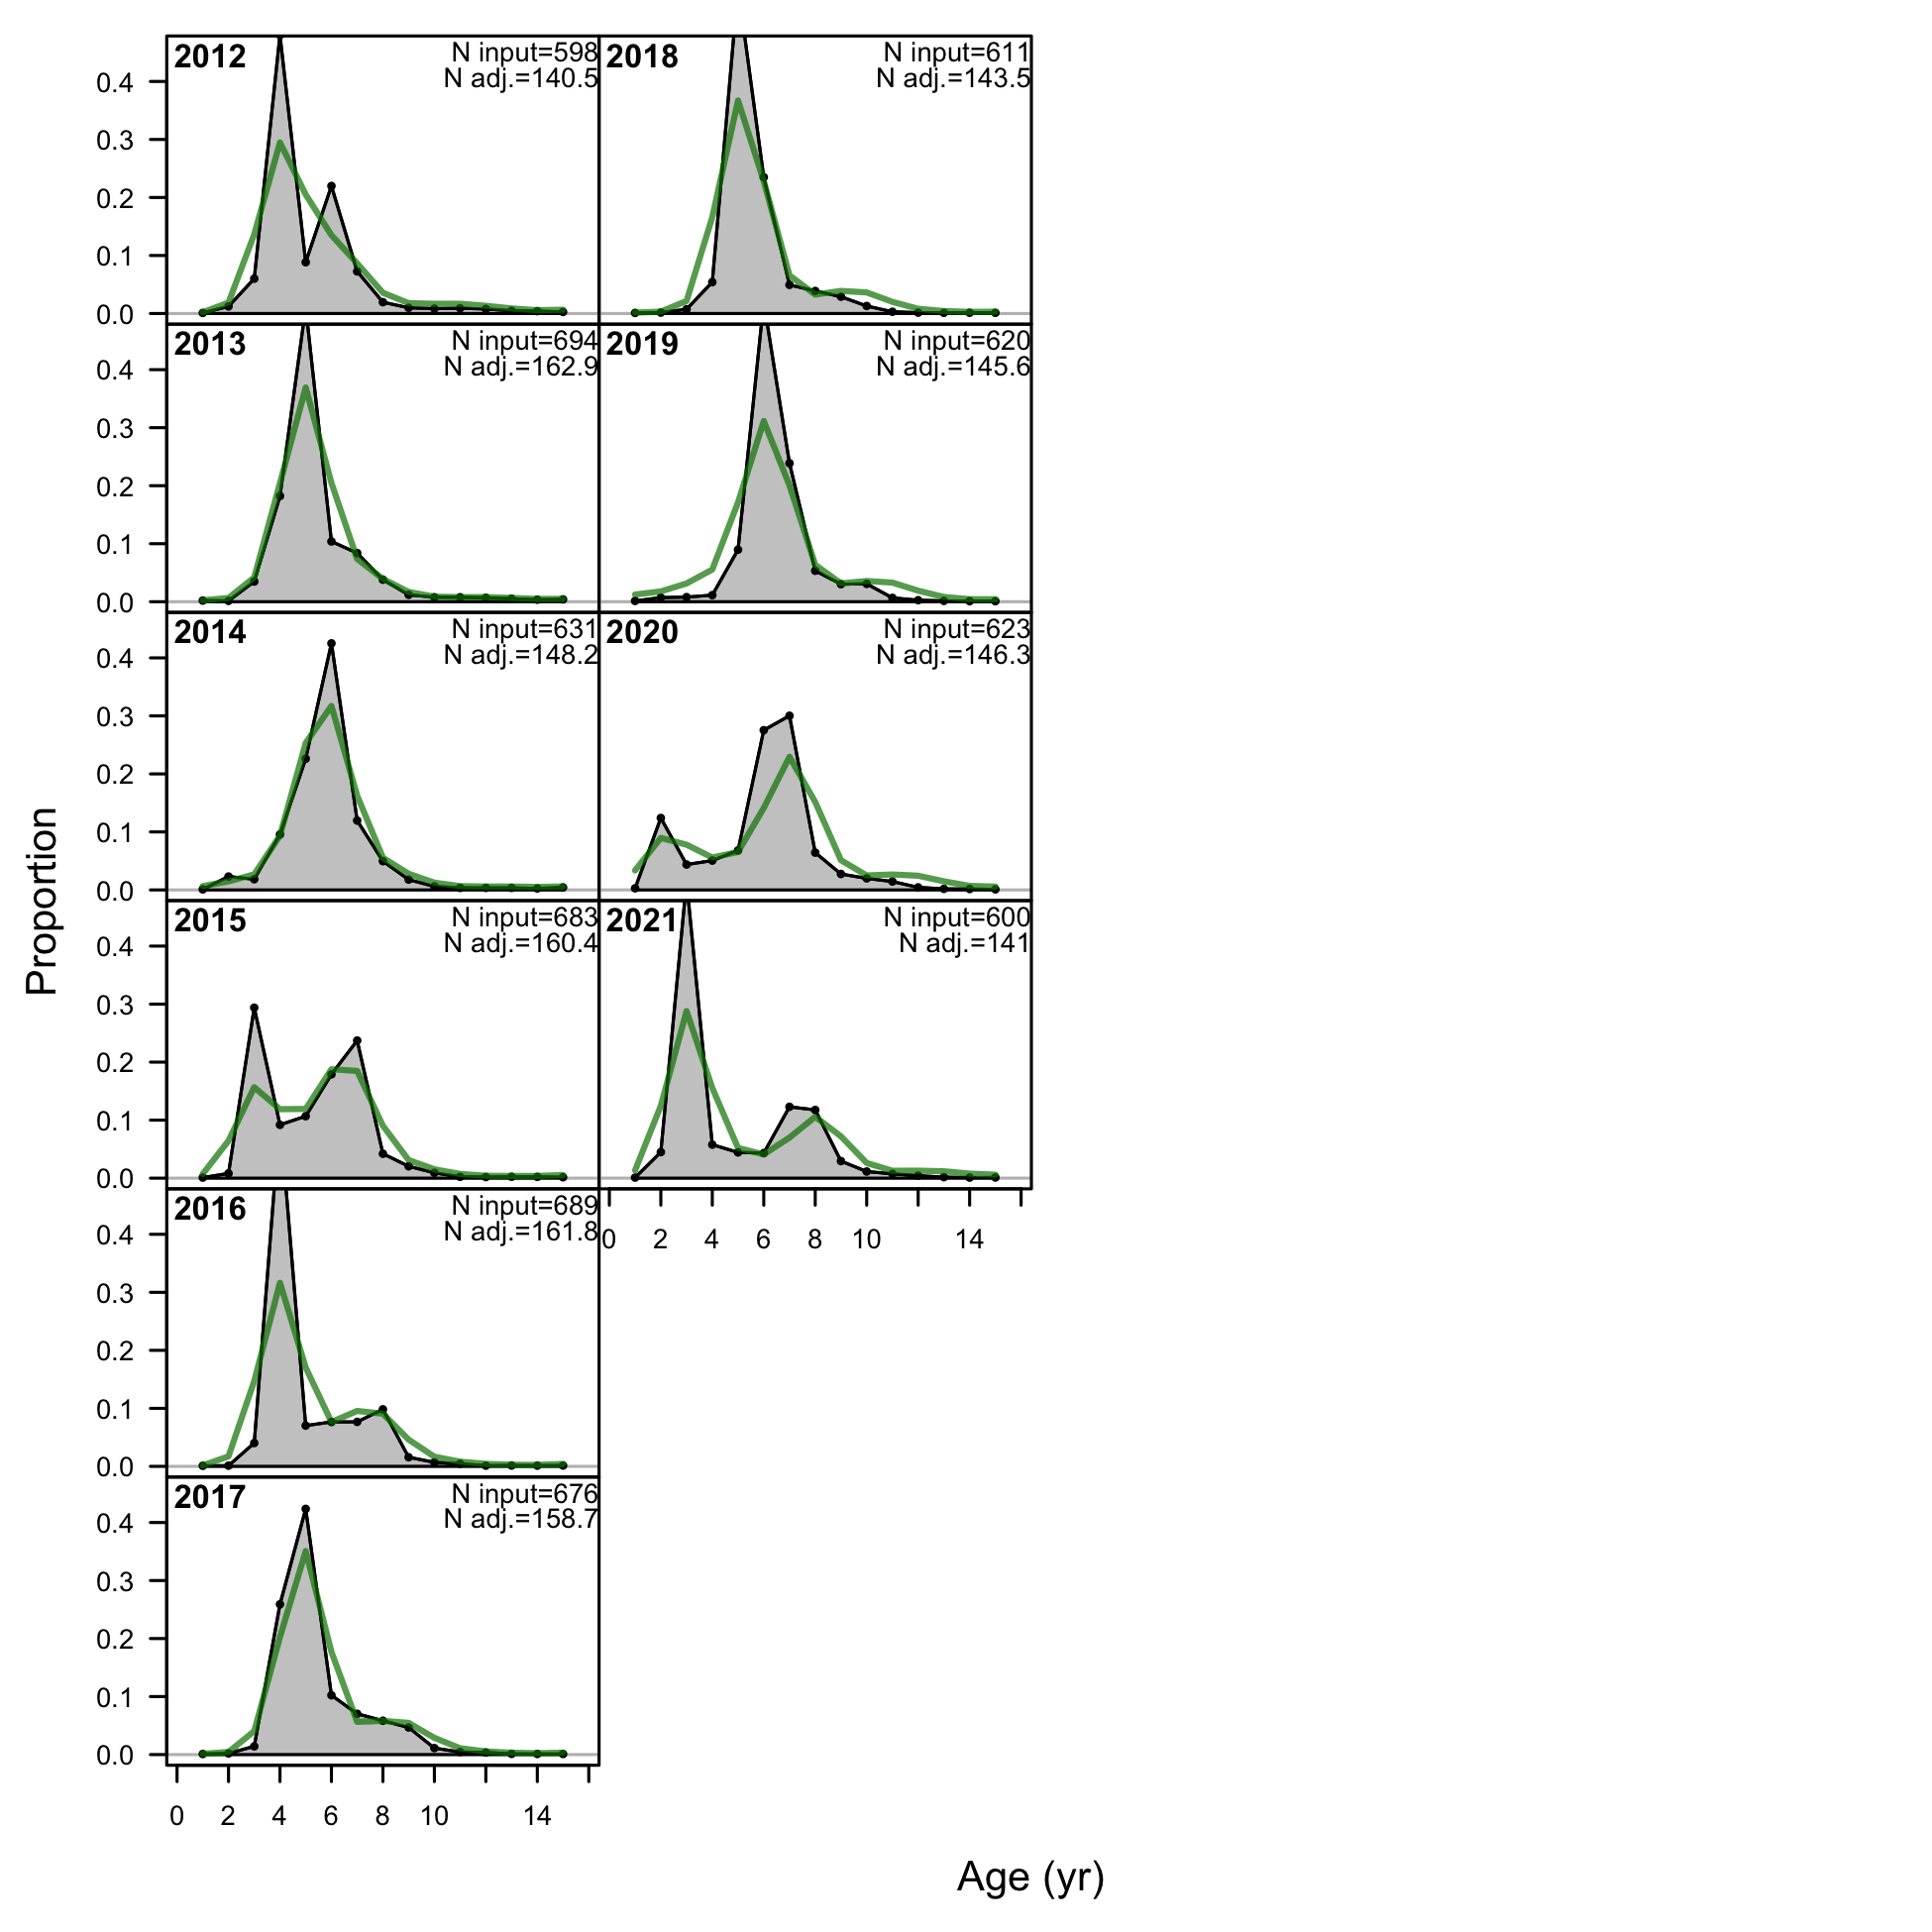 Proportion
2012
N input=598
N adj.=140.5
0.4
0.3
0.2
0.1
0.0
2013
N input=694
N adj.=162.9
0.4
0.3
0.2
0.1
0.0
2014
N input=631
N adj.=148.2
0.4
0.3
0.2
0.1
0.0
2015
N input=683
N adj.=160.4
0.4
0.3
0.2
0.1
0.0
2016
N input=689
N adj.=161.8
0.4
0.3
0.2
0.1
0.0
2017
N input=676
N adj.=158.7
0.4
0.3
0.2
0.1
0.0
0 2 4 6 8 10 14
2018
N input=611
N adj.=143.5
2019
N input=620
N adj.=145.6
2020
N input=623
N adj.=146.3
2021
N input=600
N adj.=141
0 2 4 6 8 10 14
Age (yr)